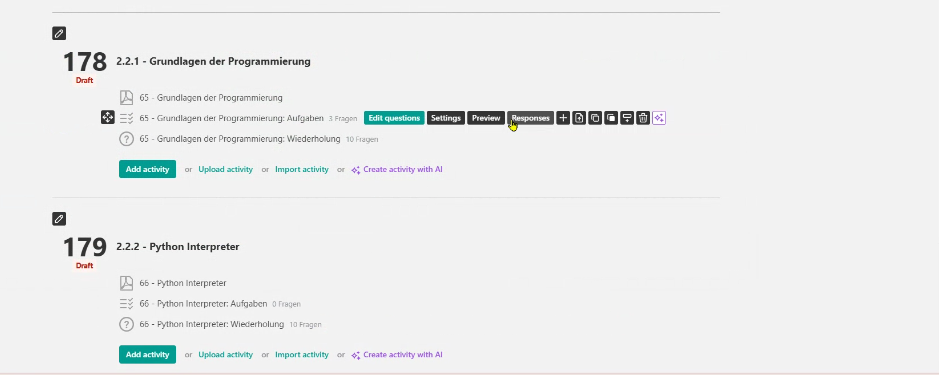 178
Draft
2.2.1 - Grundlagen der Programmierung
65 - Grundlagen der Programmierung
65 - Grundlagen der Programmierung: Aufgaben 3 Fragen Edit questions Settings Preview Responses
65 - Grundlagen der Programmierung: Wiederholung 10 Fragen
Add activity or Upload activity or Import activity or Create activity with AI
179
Draft
2.2.2 - Python Interpreter
66 - Python Interpreter
66 - Python Interpreter: Aufgaben 0 Fragen
66 - Python Interpreter: Wiederholung 10 Fragen
Add activity or Upload activity or Import activity or Create activity with AI